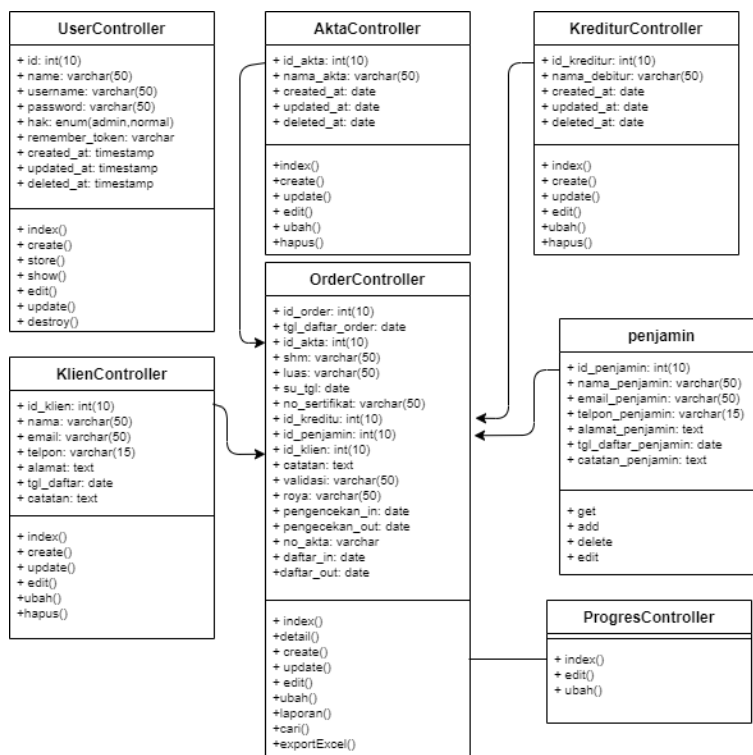 UserController
+ id: int(10)
+ name: varchar(50)
+ username: varchar(50)
+ password: varchar(50)
+ hak: enum(admin,normal)
+ remember_token: varchar
+ created_at: timestamp
+ updated_at: timestamp
+ deleted_at: timestamp
+ index()
+ create()
+ store()
+ show()
+ edit()
+ update()
+ destroy()
AktaController
+ id_akta: int(10)
+ nama_akta: varchar(50)
+ created_at: date
+ updated_at: date
+ deleted_at: date
+index()
+create()
+ update()
+ edit()
+ ubah()
+hapus()
KrediturController
+ id_kreditur: int(10)
+ nama_debitur: varchar(50)
+ created_at: date
+ updated_at: date
+ deleted_at: date
+ index()
+ create()
+ update()
+ edit()
+ubah()
+hapus()
OrderController
+ id_order: int(10)
+ tgl_daftar_order: date
+ id_akta: int(10)
+ shm: varchar(50)
+ luas: varchar(50)
+ su_tgl: date
+ no_sertifikat: varchar(50)
+ id_kreditu: int(10)
+ id_penjamin: int(10)
+ id_klien: int(10)
+ catatan: text
+ validasi: varchar(50)
+ roya: varchar(50)
+ pengencekan_in: date
+ pengecekan_out: date
+ no_akta: varchar
+ daftar_in: date
+daftar_out: date
+ index()
+detail()
+ create()
+ update()
+ edit()
+ubah()
+laporan()
+cari()
+exportExcel()
KlienController
+ id_klien: int(10)
+ nama: varchar(50)
+ email: varchar(50)
+ telpon: varchar(15)
+ alamat: text
+ tgl_daftar: date
+ catatan: text
+ index()
+ create()
+ update()
+ edit()
+ubah()
+hapus()
penjamin
+ id_penjamin: int(10)
+ nama_penjamin: varchar(50)
+ email_penjamin: varchar(50)
+ telpon_penjamin: varchar(15)
+ alamat_penjamin: text
+ tgl_daftar_penjamin: date
+ catatan_penjamin: text
+ get
+ add
+ delete
+ edit
ProgresController
+ index()
+ edit()
+ ubah()